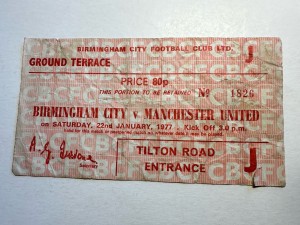 BIRMINGHAM CITY FOOTBALL CLUB LTD.
GROUND TERRACE
J
PRICE 80p
THIS PORTION TO BE RETAINED
No 1826
BIRMINGHAM CITY v. MANCHESTER UNITED
on SATURDAY, 22nd JANUARY, 1977. Kick Off 3.0 p.m.
Secretary
TILTON ROAD
ENTRANCE
J